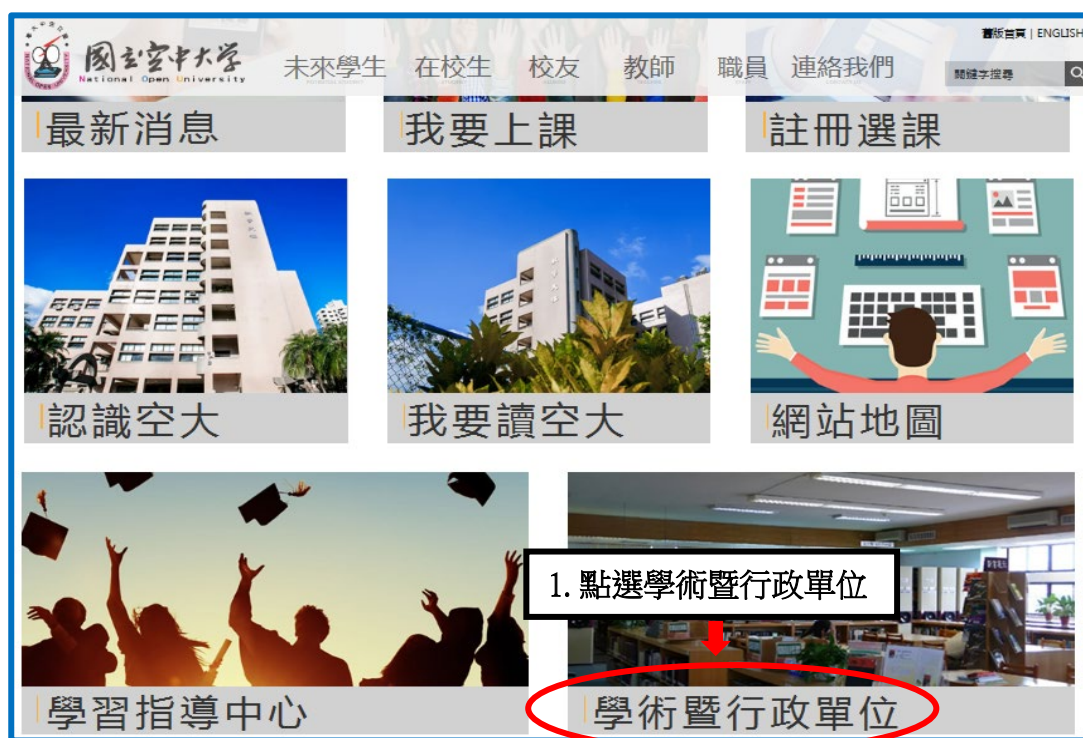 舊版首頁 | ENGLISH
國立空中大學
National Open University
未來學生 在校生 校友 教師 職員 連絡我們
關鍵字搜尋
最新消息
我要上課
註冊選課
認識空大
我要讀空大
網站地圖
1. 點選學術暨行政單位
學習指導中心
學術暨行政單位